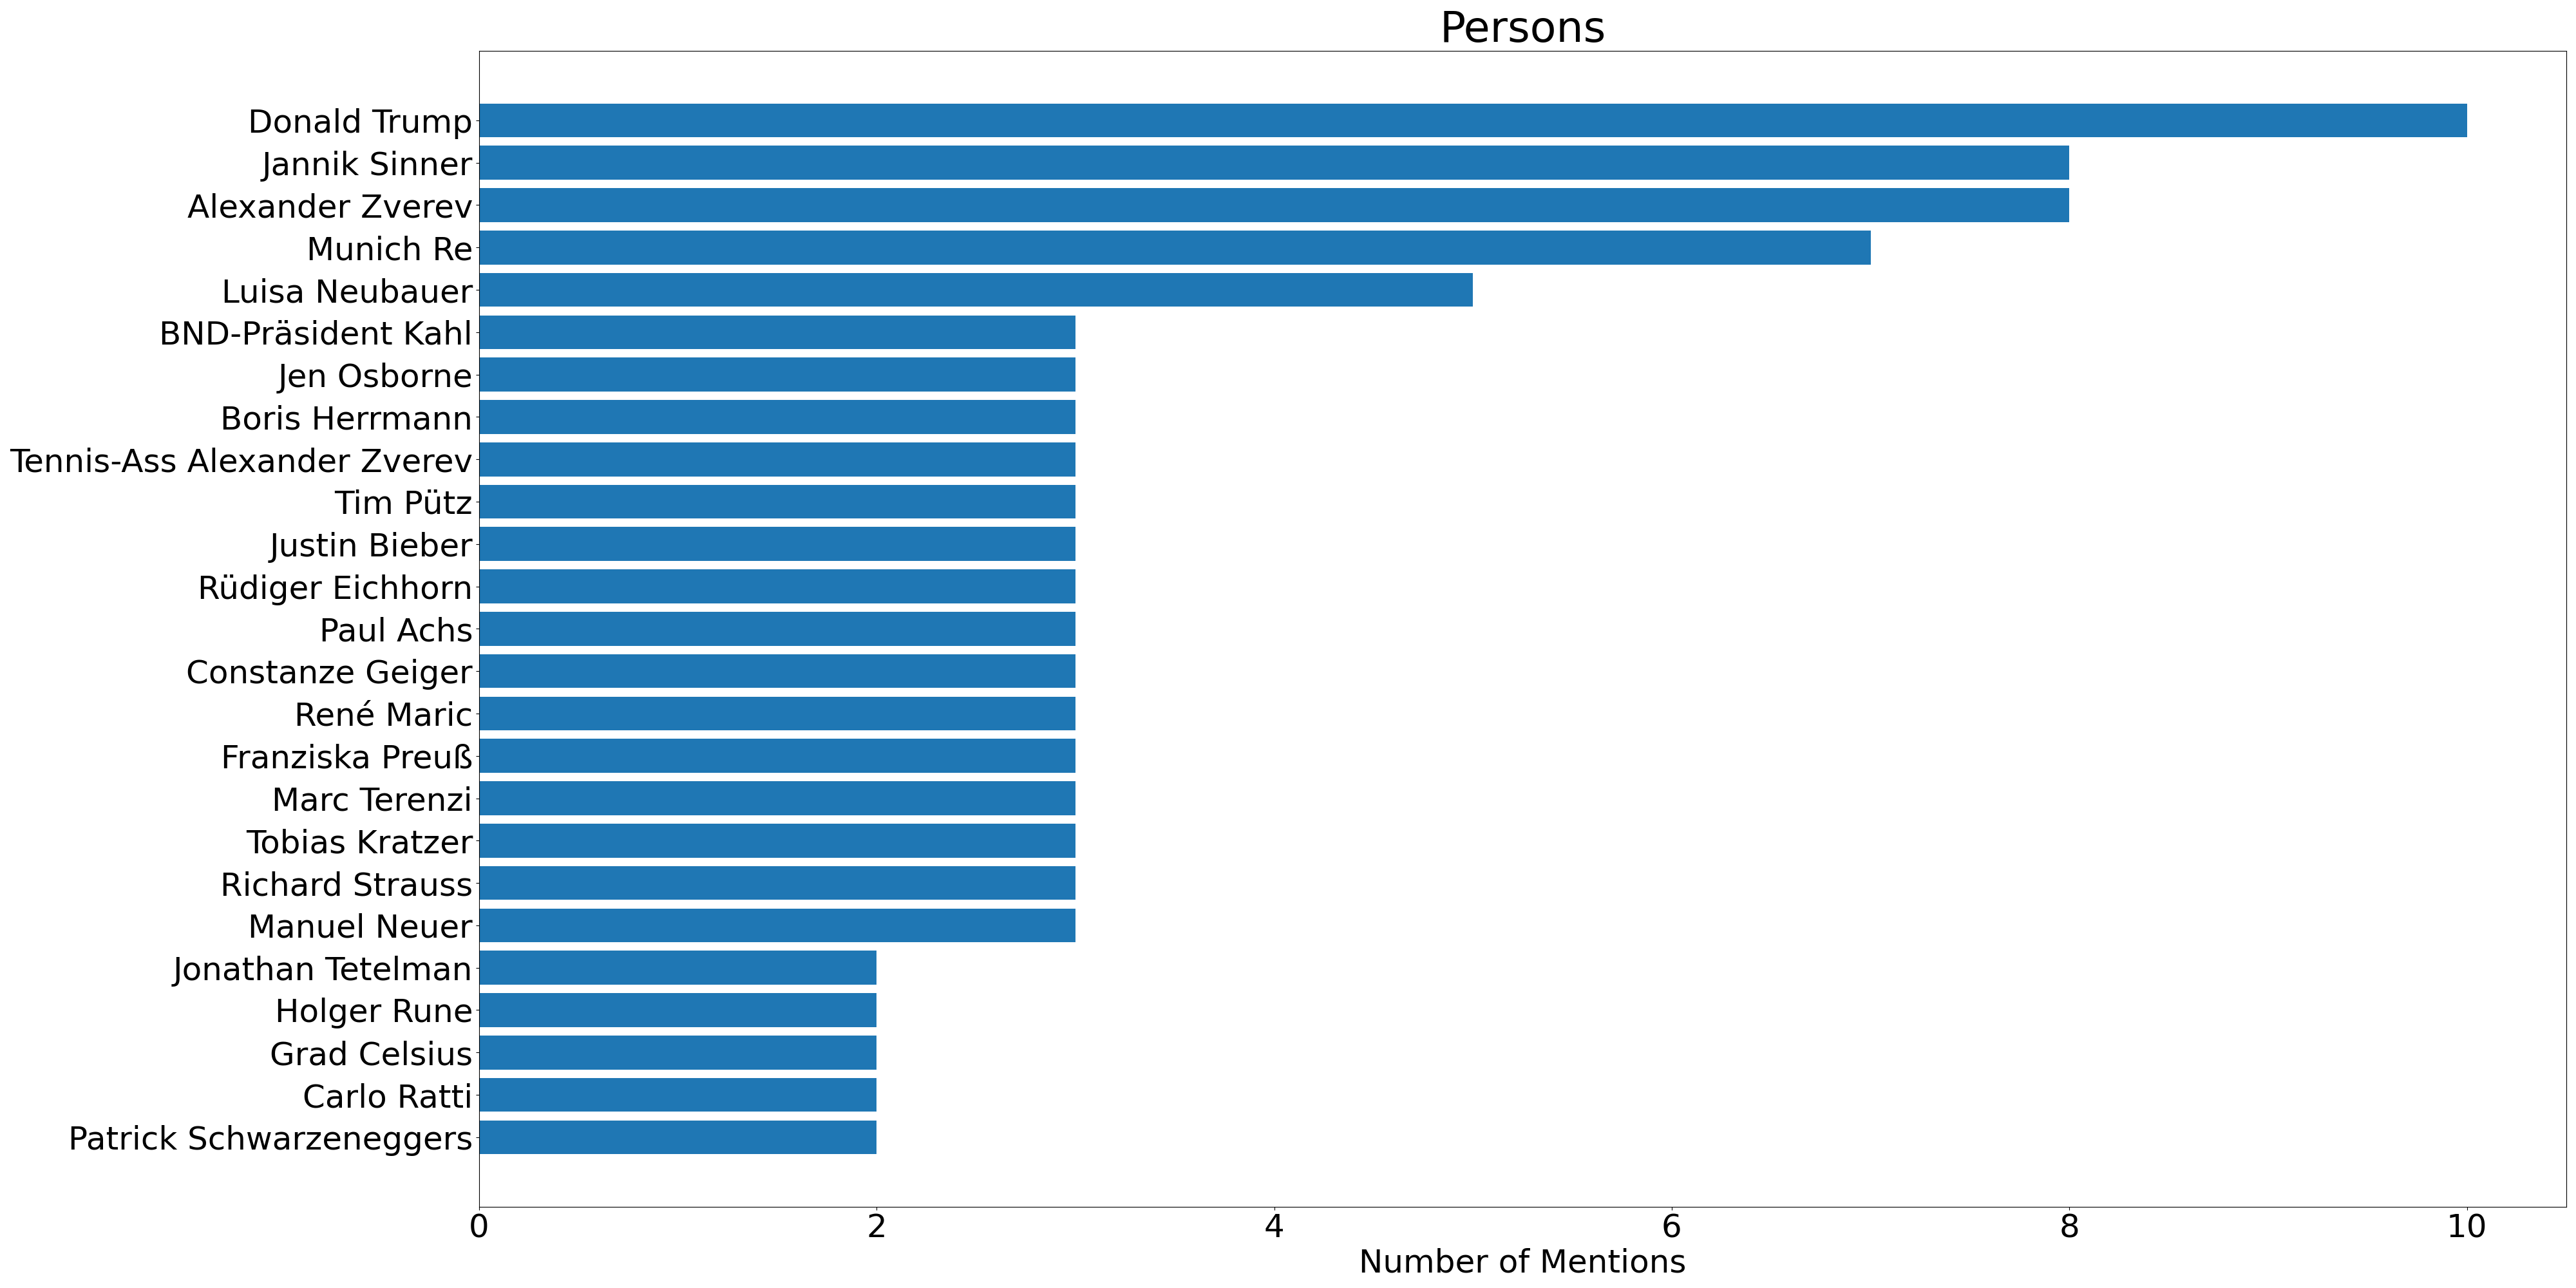 Persons
Donald Trump
Jannik Sinner
Alexander Zverev
Munich Re
Luisa Neubauer
BND-Präsident Kahl
Jen Osborne
Boris Herrmann
Tennis-Ass Alexander Zverev
Tim Pütz
Justin Bieber
Rüdiger Eichhorn
Paul Achs
Constanze Geiger
René Maric
Franziska Preuß
Marc Terenzi
Tobias Kratzer
Richard Strauss
Manuel Neuer
Jonathan Tetelman
Holger Rune
Grad Celsius
Carlo Ratti
Patrick Schwarzeneggers
0 2 4 6 8 10
Number of Mentions